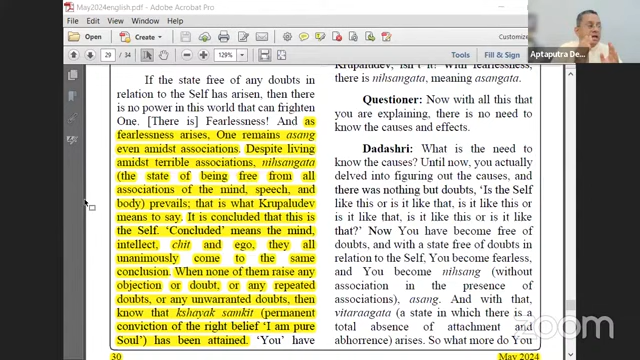 May2024english.pdf - Adobe Acrobat Pro
File Edit View Window Help
Open Create Customize
29 / 34 129% Tools Fill & Sign
Aptaputra De...
If the state free of any doubts in
relation to the Self has arisen, then there
is no power in this world that can frighten
One. [There is] Fearlessness! And as
fearlessness arises, One remains asang
even amidst associations. Despite living
amidst terrible associations, nihsangata
(the state of being free from all
associations of the mind, speech, and
body) prevails; that is what Krupaludev
means to say. It is concluded that this is
the Self. ‘Concluded’ means the mind,
intellect, chit and ego, they all
unanimously come to the same
conclusion. When none of them raise any
objection or doubt, or any repeated
doubts, or any unwarranted doubts, then
know that kshayak samkit (permanent
conviction of the right belief ‘I am pure
Soul’) has been attained. ‘You’ have
30
Krupaludev, isn't it? With fearlessness,
there is nihsangata, meaning asangata.
Questioner: Now with all this that
you are explaining, there is no need to
know the causes and effects.
Dadashri: What is the need to
know the causes? Until now, you actually
delved into figuring out the causes, and
there was nothing but doubts, ‘Is the Self
like this or is it like that, is it like this or
is it like that, is it like this or is it like
that?’ Now You have become free of
doubts, and with a state free of doubts in
relation to the Self, You become fearless,
and You become nihsang (without
association in the presence of
associations), asang. And with that,
vitaraagata (a state in which there is a
total absence of attachment and
abhorrence) arises. So what more do You
May 2024
zoom